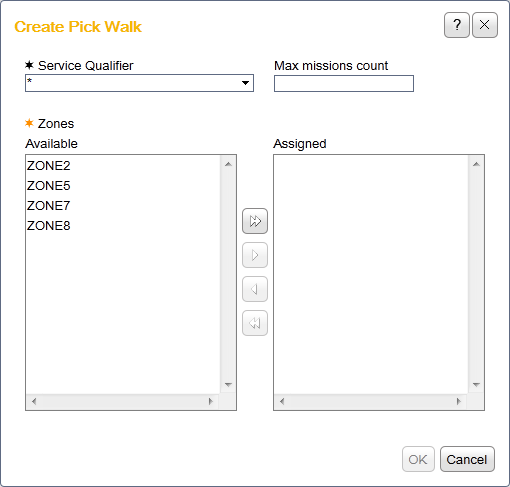 Create Pick Walk
?
* Service Qualifier
Max missions count
*
* Zones
Available
Assigned
ZONE2
ZONE5
ZONE7
ZONE8
OK
Cancel